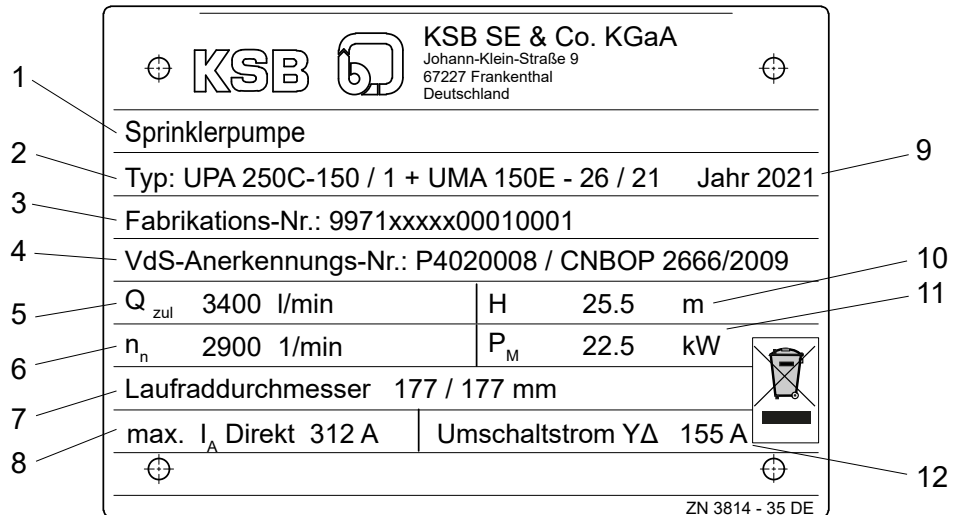 KSB b. KSB SE & Co. KGaA
Johann-Klein-Straße 9
67227 Frankenthal
Deutschland
1 Sprinklerpumpe
2 Typ: UPA 250C-150 / 1 + UMA 150E - 26 / 21 Jahr 2021 9
3 Fabrikations-Nr.: 9971xxxxx00010001
4 VdS-Anerkennungs-Nr.: P4020008 / CNBOP 2666/2009
5 Q zul 3400 l/min H 25.5 m 10
6 nn 2900 1/min PM 22.5 kW 11
7 Laufraddurchmesser 177 / 177 mm
8 max. IA Direkt 312 A Umschaltstrom YΔ 155 A 12
ZN 3814 - 35 DE